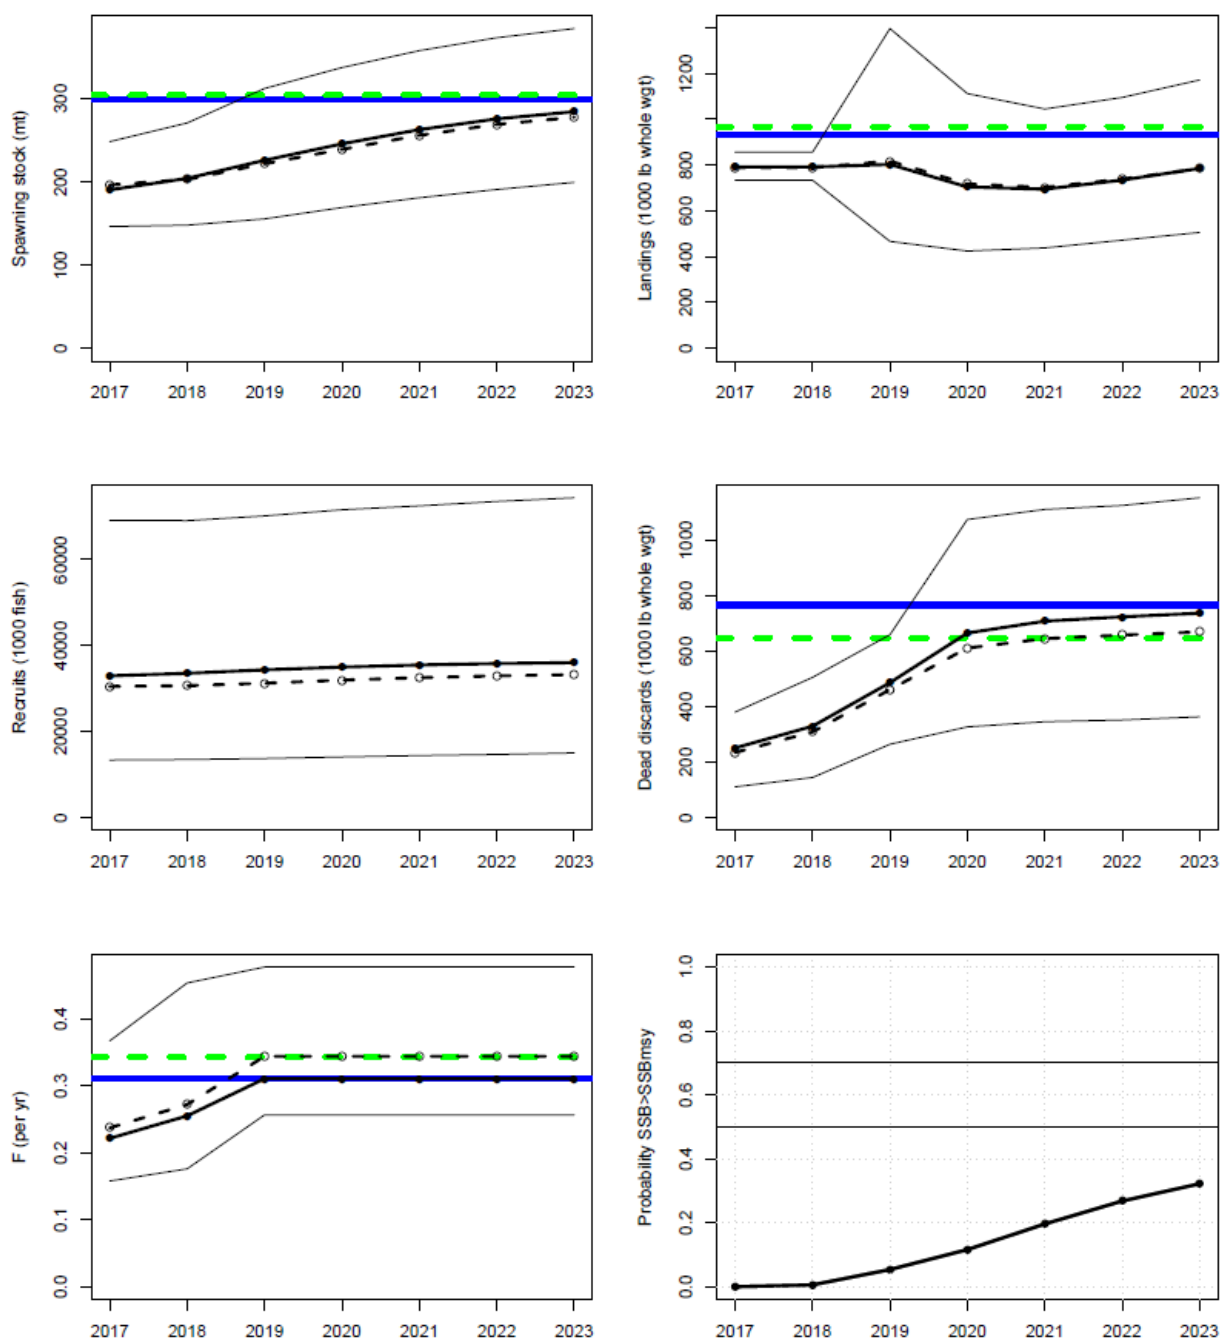 Spawning stock (mt)
0 100 200 300
2017 2018 2019 2020 2021 2022 2023
Landings (1000 lb whole wgt)
0 200 400 600 800 1200
2017 2018 2019 2020 2021 2022 2023
Recruits (1000 fish)
0 20000 40000 60000
2017 2018 2019 2020 2021 2022 2023
Dead discards (1000 lb whole wgt)
0 200 400 600 800 1000
2017 2018 2019 2020 2021 2022 2023
F (per yr)
0.0 0.1 0.2 0.3 0.4
2017 2018 2019 2020 2021 2022 2023
Probability SSB>SSBmsy
0.0 0.2 0.4 0.6 0.8 1.0
2017 2018 2019 2020 2021 2022 2023